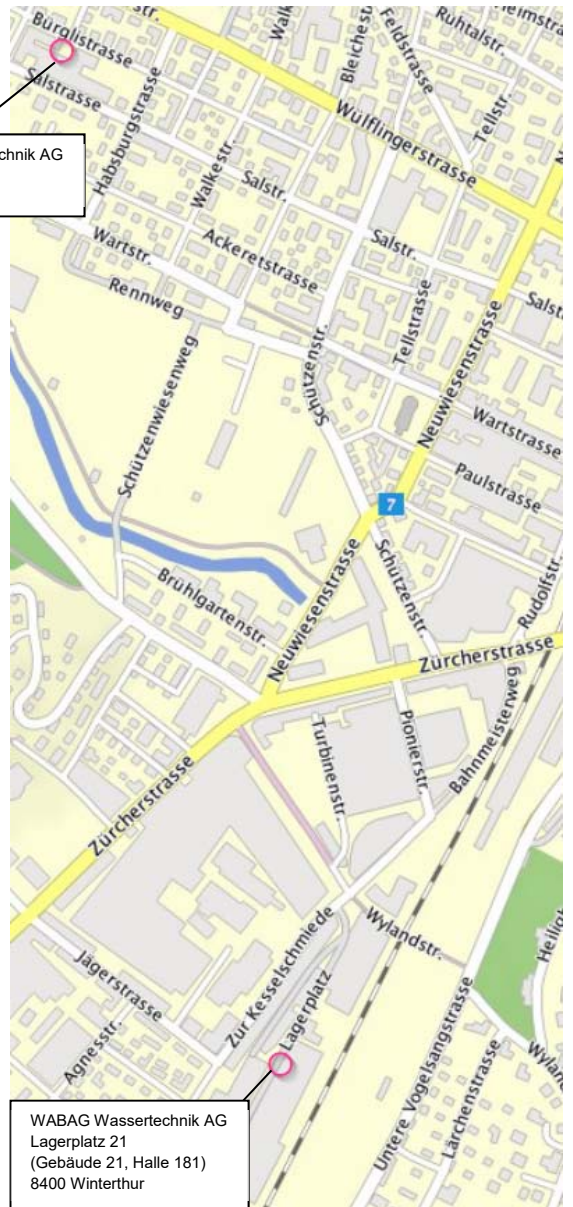 Bürglistrasse
Salstrasse
Habsburgstrasse
Walkestr.
Bleichestr
Feldstrasse
Ruhtalstr.
Tellstr.
Wülflingerstrasse
chnik AG
Wartstr.
Ackeretstrasse
Salstr.
Salstr.
Rennweg
Schützenstr.
Tellstrasse
Neuwiesenstrasse
Schützenwiesenweg
Wartstrasse
Paulstrasse
7
Brühlgartenstr.
Neuwiesenstrasse
Schützenstr.
Rudolfstr.
Zürcherstrasse
Turbinenstr.
Pionierstr.
Bahnmeisterweg
Zürcherstrasse
Wylandstr.
Jägerstrasse
Zur Kesselschmiede
Lagerplatz
Agnesstr.
Untere Vogelsangstrasse
Lärchenstrasse
WABAG Wassertechnik AG
Lagerplatz 21
(Gebäude 21, Halle 181)
8400 Winterthur